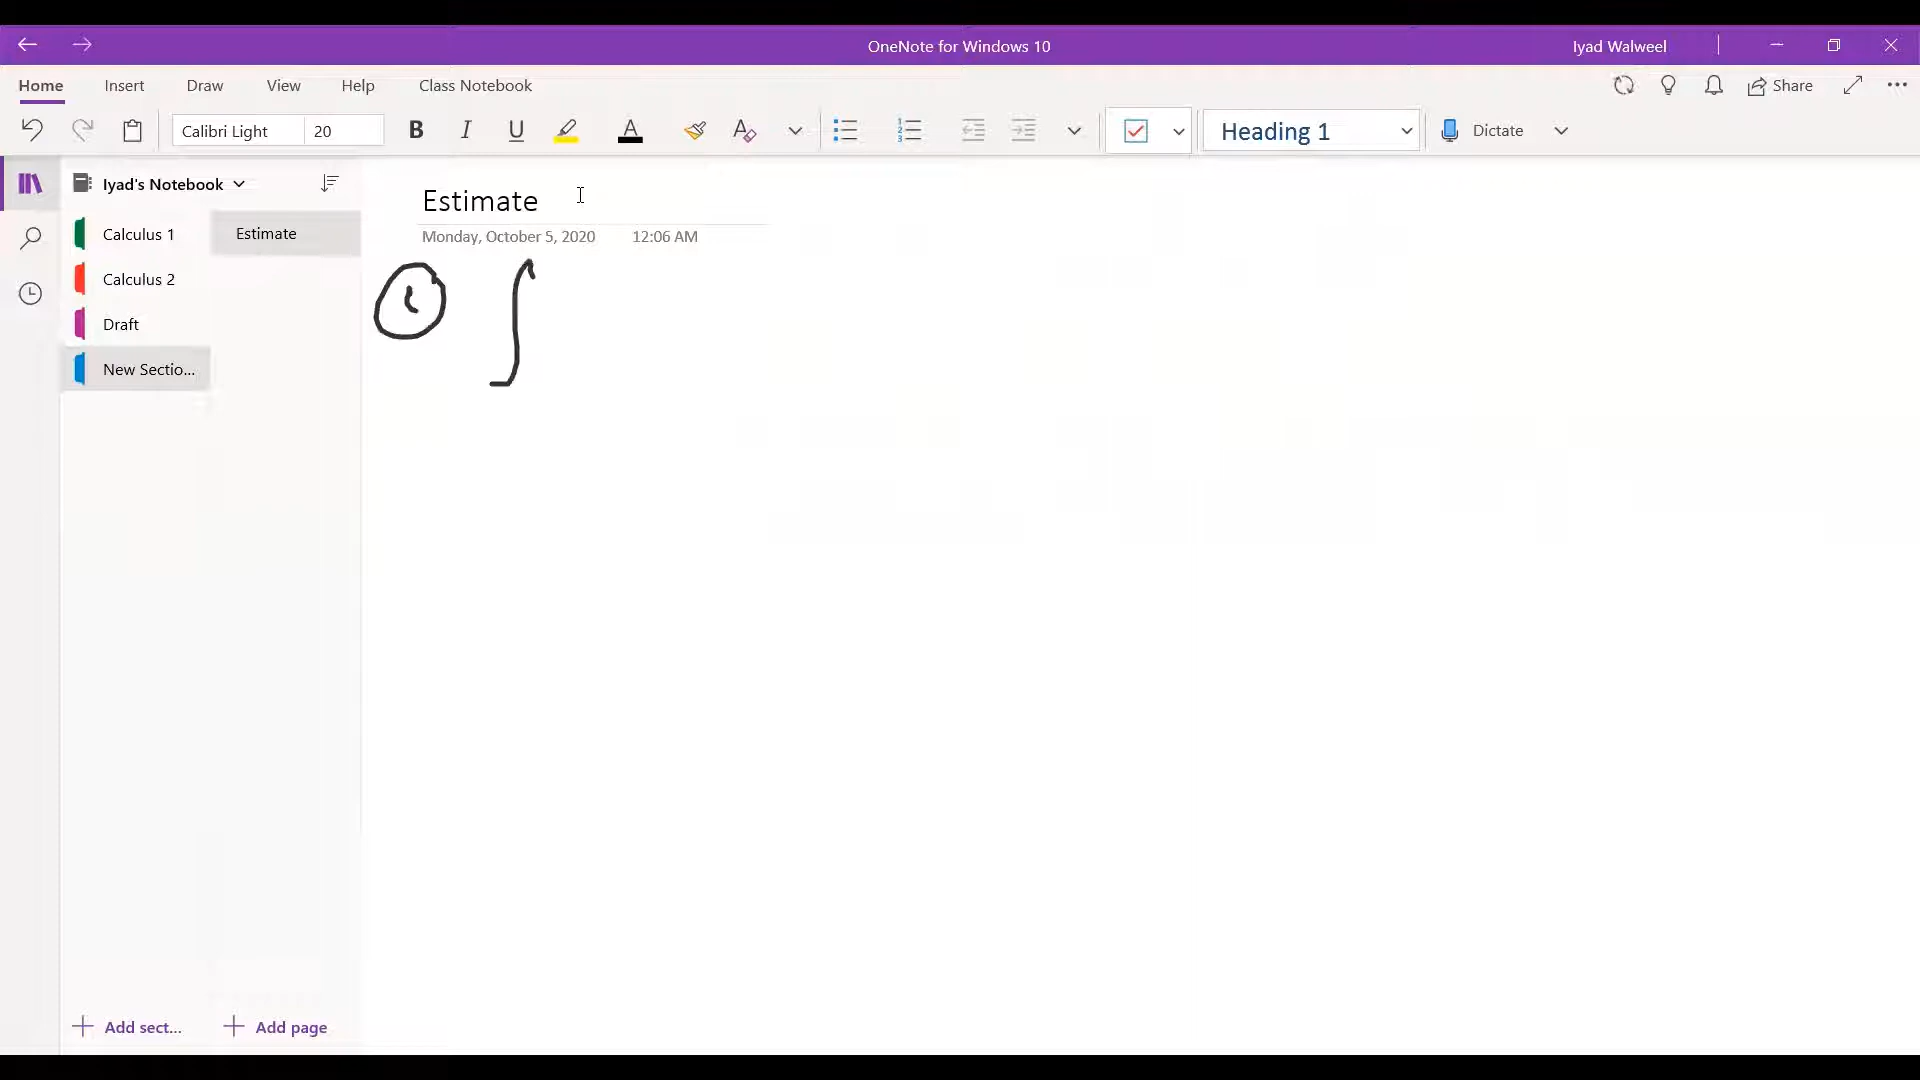 OneNote for Windows 10
Iyad Walweel
Home Insert Draw View Help Class Notebook Share
Calibri Light 20 B I U A Heading 1 Dictate
Iyad's Notebook
Calculus 1
Calculus 2
Draft
New Sectio...
Estimate
Estimate
Monday, October 5, 2020 12:06 AM
① ∫
Add sect...
Add page